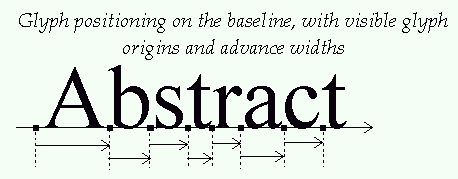 Glyph positioning on the baseline, with visible glyph
origins and advance widths
Abstract